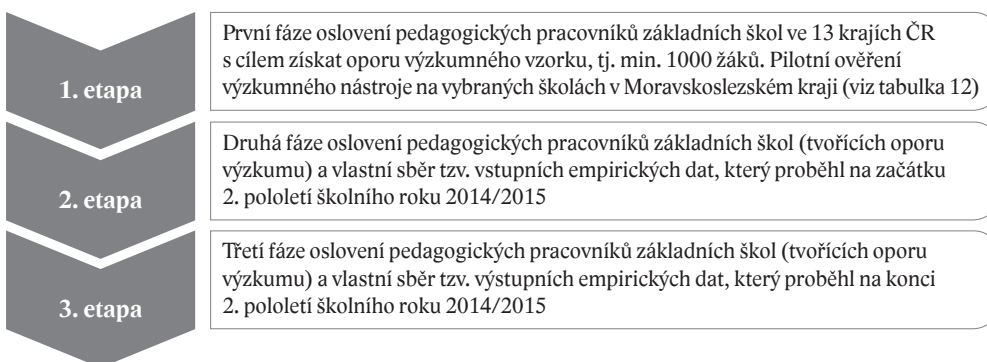 1. etapa
První fáze oslovení pedagogických pracovníků základních škol ve 13 krajích ČR
s cílem získat oporu výzkumného vzorku, tj. min. 1000 žáků. Pilotní ověření
výzkumného nástroje na vybraných školách v Moravskoslezském kraji (viz tabulka 12)
2. etapa
Druhá fáze oslovení pedagogických pracovníků základních škol (tvořících oporu
výzkumu) a vlastní sběr tzv. vstupních empirických dat, který proběhl na začátku
2. pololetí školního roku 2014/2015
3. etapa
Třetí fáze oslovení pedagogických pracovníků základních škol (tvořících oporu
výzkumu) a vlastní sběr tzv. výstupních empirických dat, který proběhl na konci
2. pololetí školního roku 2014/2015